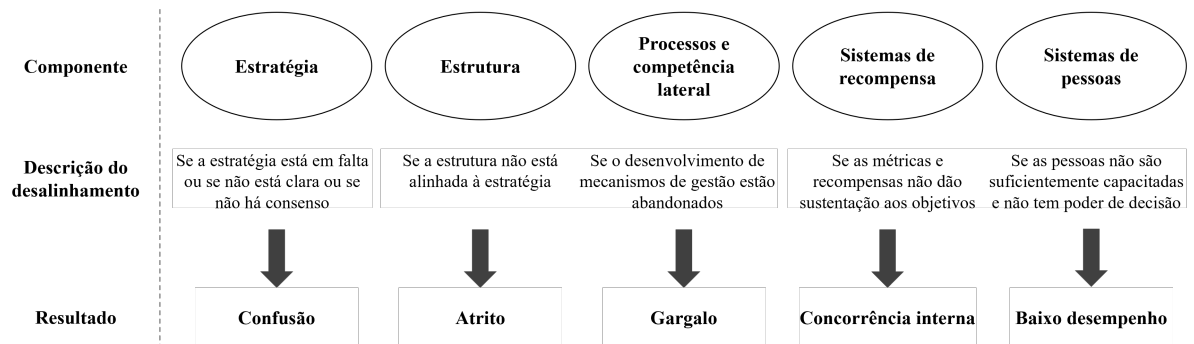 Componente
Estratégia
Estrutura
Processos e
competência
lateral
Sistemas de
recompensa
Sistemas de
pessoas
Descrição do
desalinhamento
Se a estratégia está em falta
ou se não está clara ou se
não há consenso
Se a estrutura não está
alinhada à estratégia
Se o desenvolvimento de
mecanismos de gestão estão
abandonados
Se as métricas e
recompensas não dão
sustentação aos objetivos
Se as pessoas não são
suficientemente capacitadas
e não tem poder de decisão
Resultado
Confusão
Atrito
Gargalo
Concorrência interna
Baixo desempenho